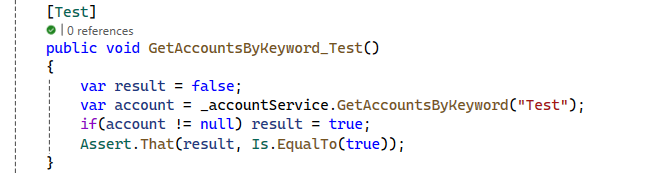 [Test]
| 0 references
public void GetAccountsByKeyword_Test()
{
var result = false;
var account = _accountService.GetAccountsByKeyword("Test");
if(account != null) result = true;
Assert.That(result, Is.EqualTo(true));
}